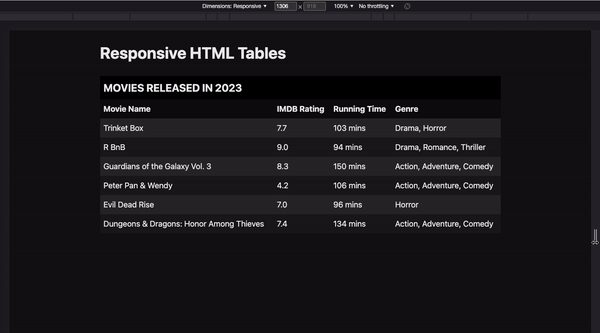 Dimensions: Responsive ▾ 1306 × 918 100% ▾ No throttling ▾
Responsive HTML Tables
MOVIES RELEASED IN 2023
Movie Name IMDB Rating Running Time Genre
Trinket Box 7.7 103 mins Drama, Horror
R BnB 9.0 94 mins Drama, Romance, Thriller
Guardians of the Galaxy Vol. 3 8.3 150 mins Action, Adventure, Comedy
Peter Pan & Wendy 4.2 106 mins Action, Adventure, Comedy
Evil Dead Rise 7.0 96 mins Horror
Dungeons & Dragons: Honor Among Thieves 7.4 134 mins Action, Adventure, Comedy